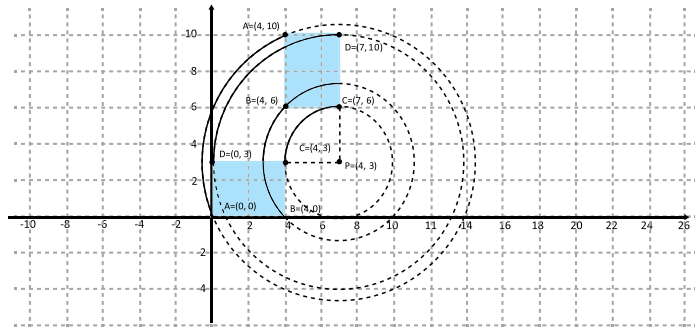 A=(4, 10)
10
D=(7, 10)
8
B=(4, 6)
C=(7, 6)
6
4
C=(4, 3)
D=(0, 3)
P=(4, 3)
2
A=(0, 0)
B=(4,0)
-10 -8 -6 -4 -2 2 4 6 8 10 11 14 16 18 20 22 24 26
-2
-4